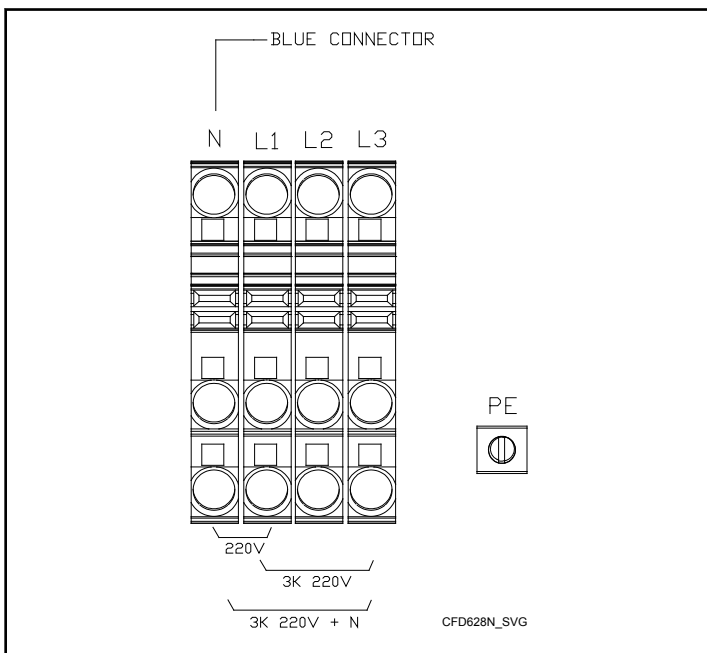 BLUE CONNECTOR
N L1 L2 L3
PE
220V
3K 220V
3K 220V + N
CFD628N_SVG